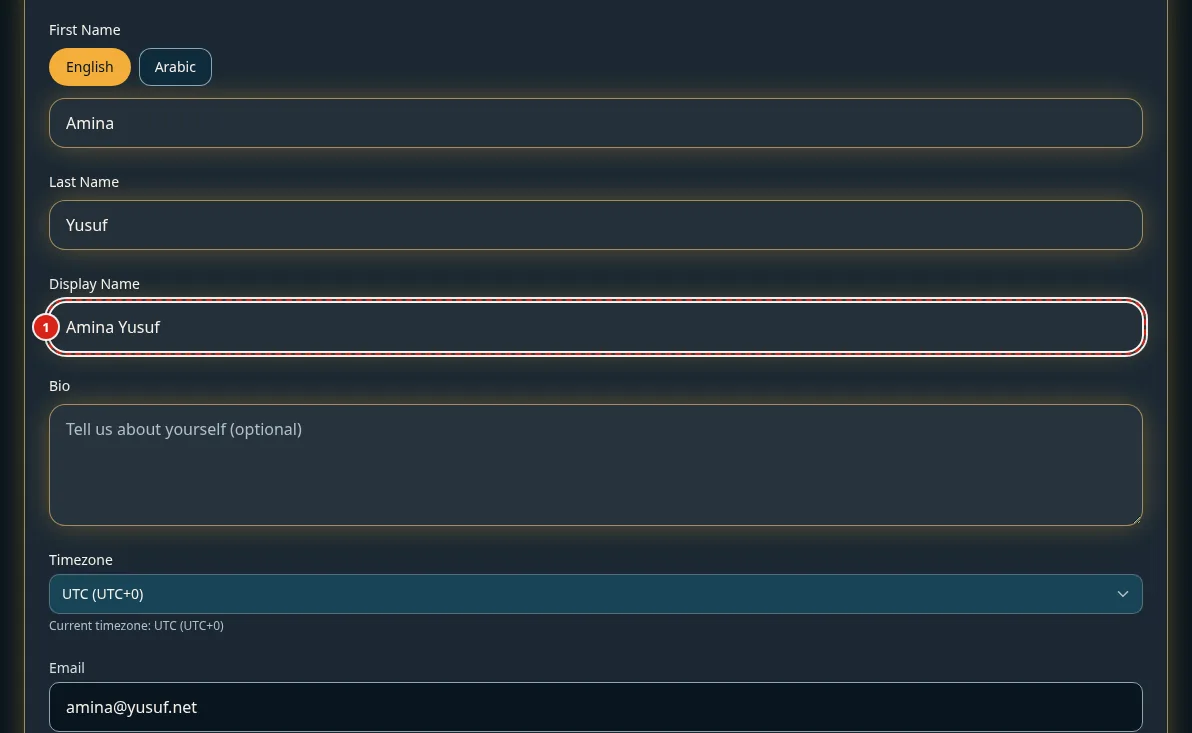 First Name
English Arabic
Amina
Last Name
Yusuf
Display Name
1 Amina Yusuf
Bio
Tell us about yourself (optional)
Timezone
UTC (UTC+0)
Current timezone: UTC (UTC+0)
Email
amina@yusuf.net